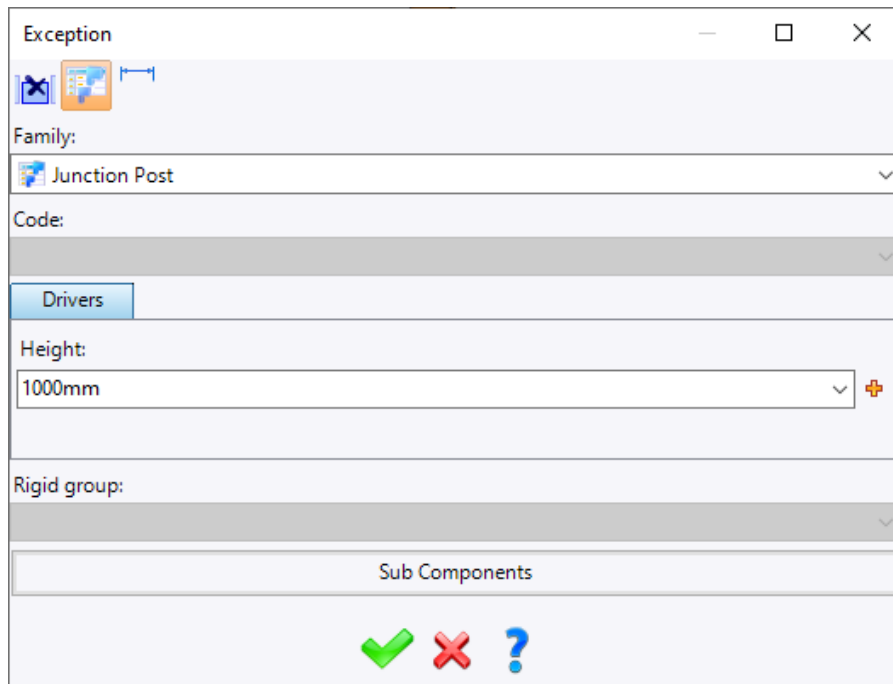 Exception
Family:
Junction Post
Code:
Drivers
Height:
1000mm
Rigid group:
Sub Components